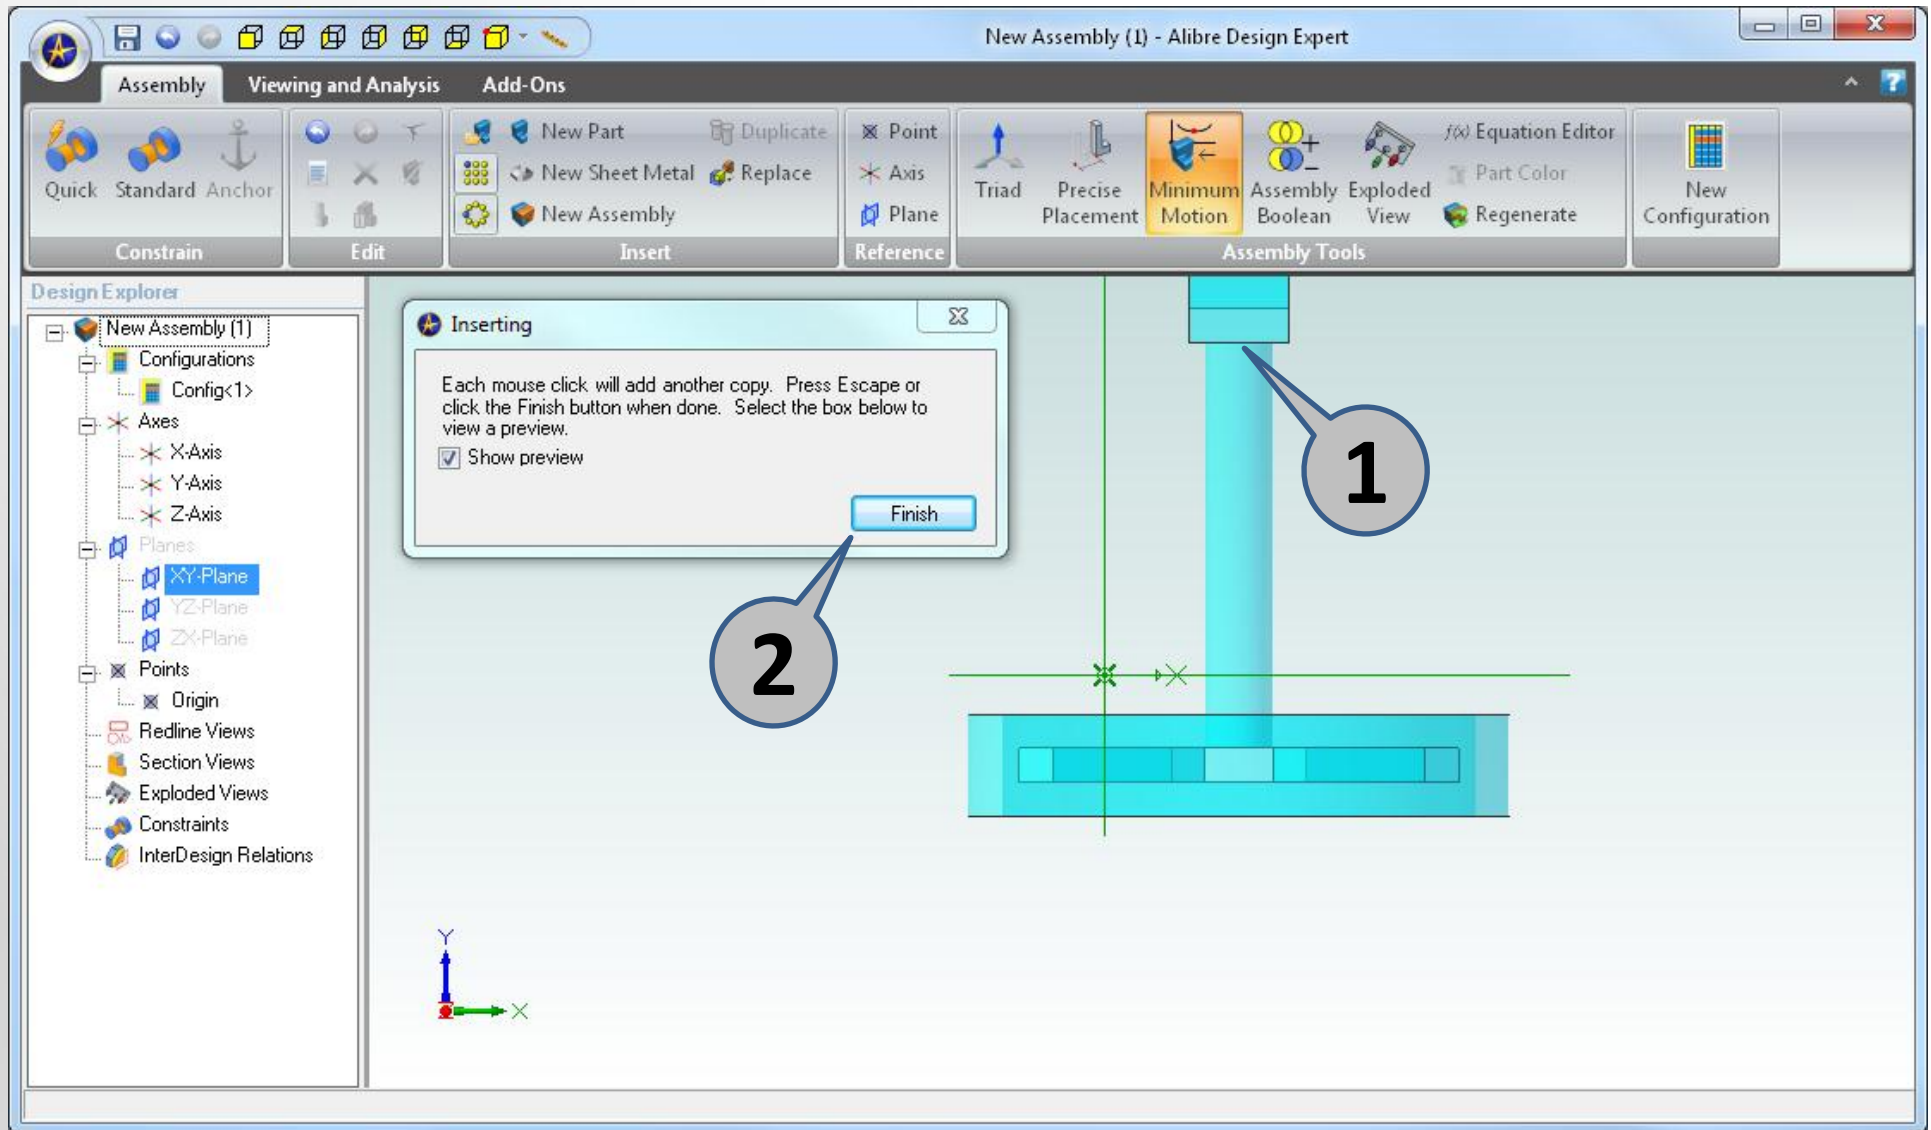 New Assembly (1) - Alibre Design Expert
Assembly Viewing and Analysis Add-Ons
Quick Standard Anchor
Constrain
Edit
New Part Duplicate
New Sheet Metal Replace
New Assembly
Insert
Point
Axis
Plane
Reference
Triad Precise Placement Minimum Motion Assembly Boolean Exploded View
f(x) Equation Editor
Part Color
Regenerate
Assembly Tools
New Configuration
Design Explorer
New Assembly (1)
Configurations
Config<1>
Axes
X-Axis
Y-Axis
Z-Axis
Planes
XY-Plane
YZ-Plane
ZX-Plane
Points
Origin
Redline Views
Section Views
Exploded Views
Constraints
InterDesign Relations
Inserting
Each mouse click will add another copy. Press Escape or
click the Finish button when done. Select the box below to
view a preview.
Show preview
Finish
1
2
X
Y
X